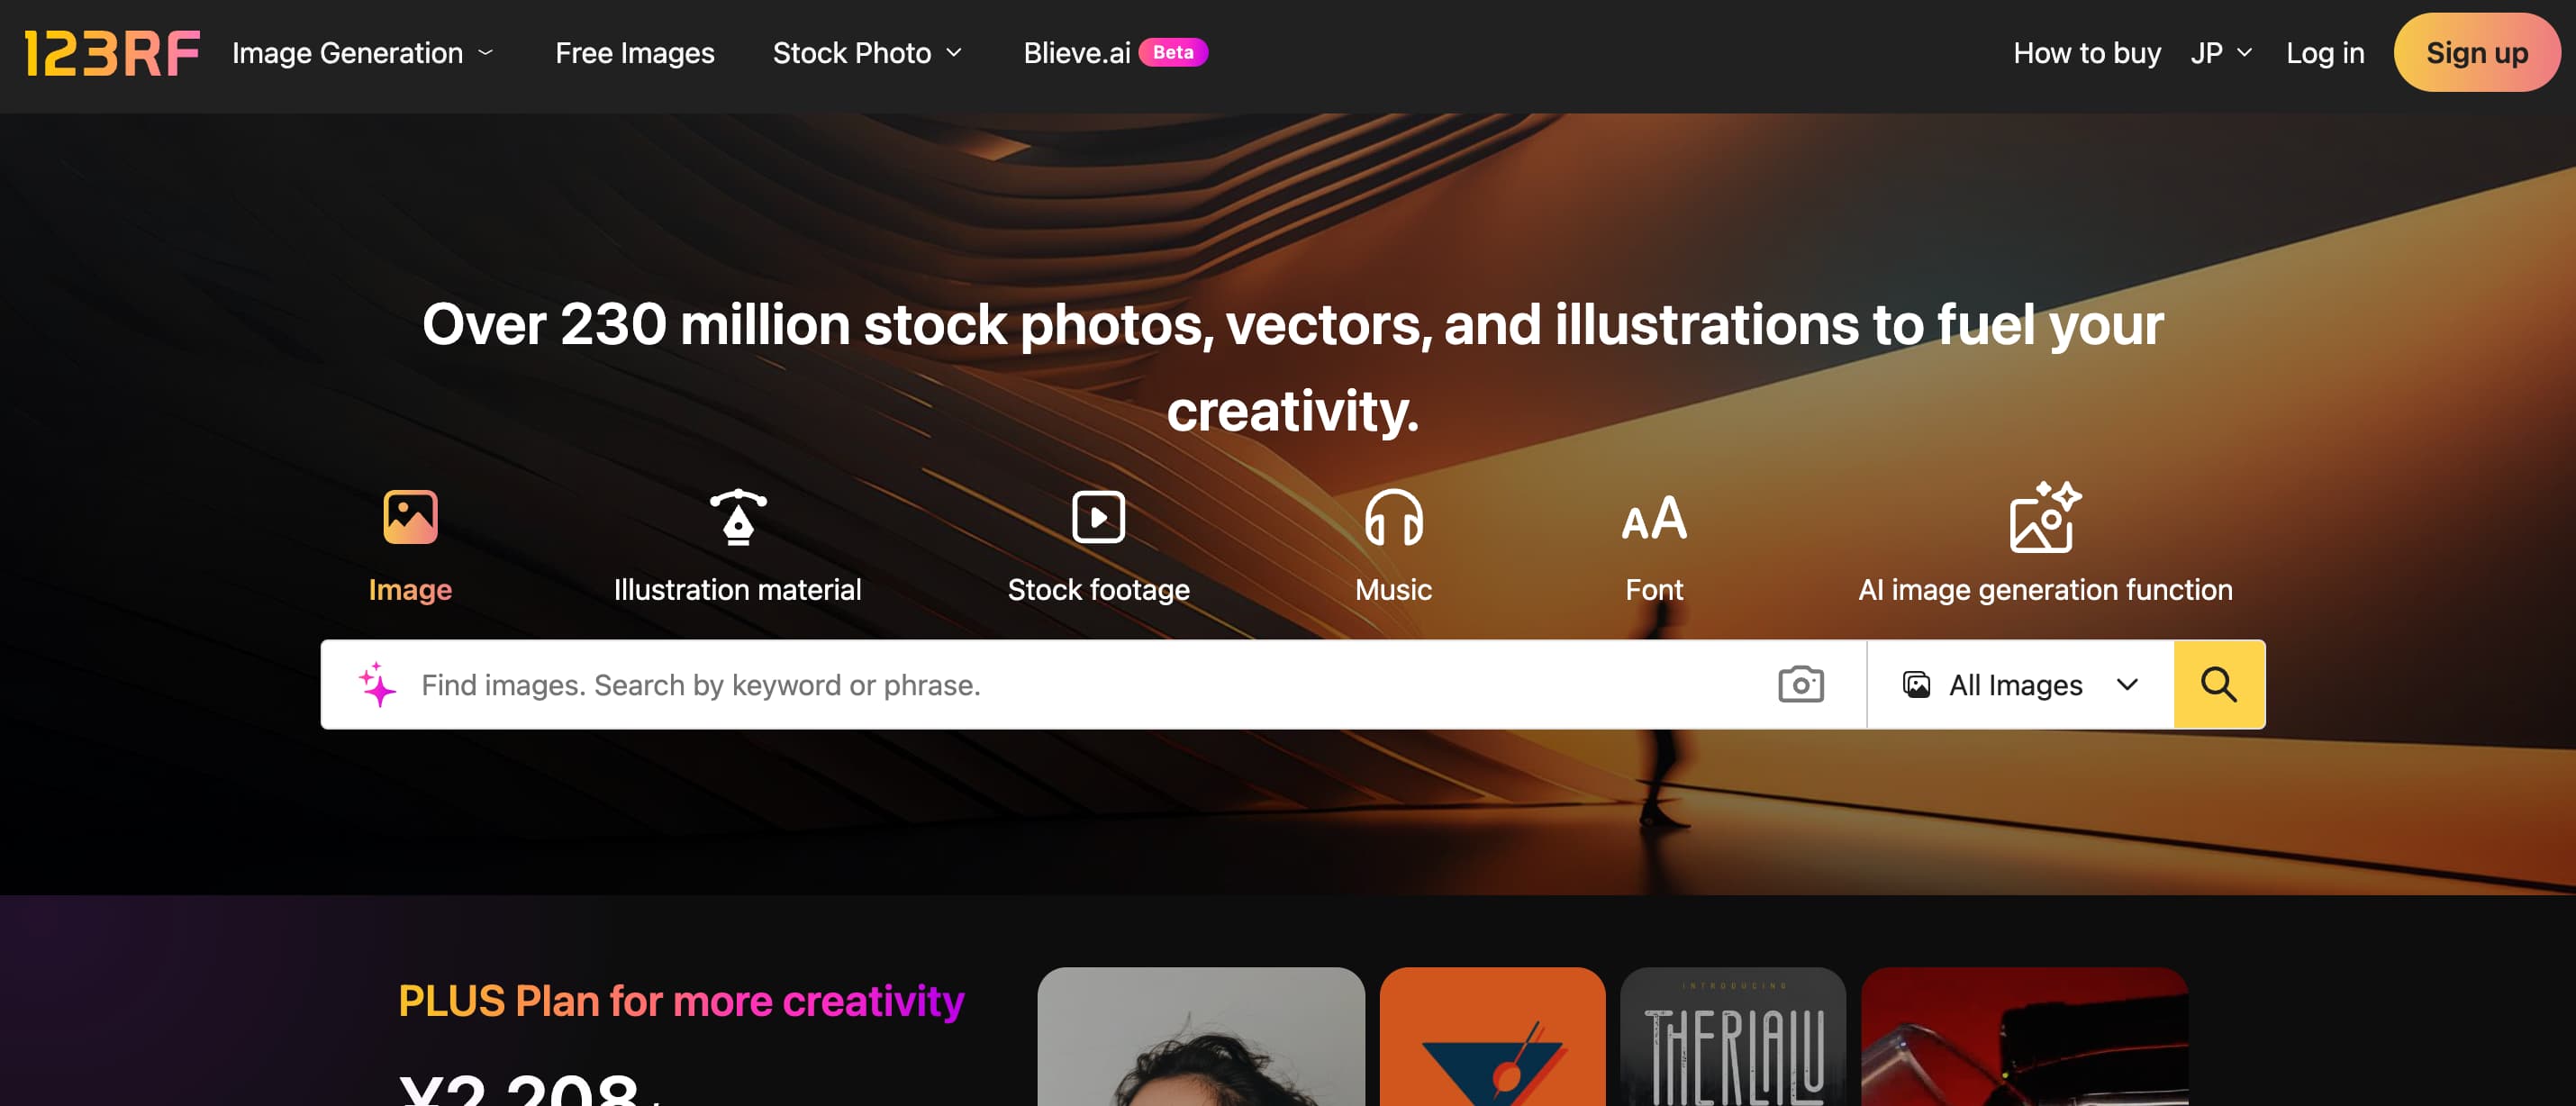 123RF Image Generation Free Images Stock Photo Blieve.ai Beta How to buy JP Log in Sign up
Over 230 million stock photos, vectors, and illustrations to fuel your
creativity.
Image Illustration material Stock footage Music AA Font AI image generation function
Find images. Search by keyword or phrase. All Images
PLUS Plan for more creativity
INTRODUCING
THERLAW
¥2,208